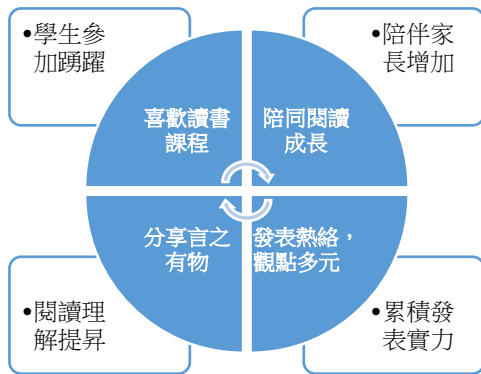 •學生參
加踴躍
•陪伴家
長增加
喜歡讀書
課程
陪同閱讀
成長
分享言之
有物
發表熱絡，
觀點多元
•閱讀理
解提昇
•累積發
表實力